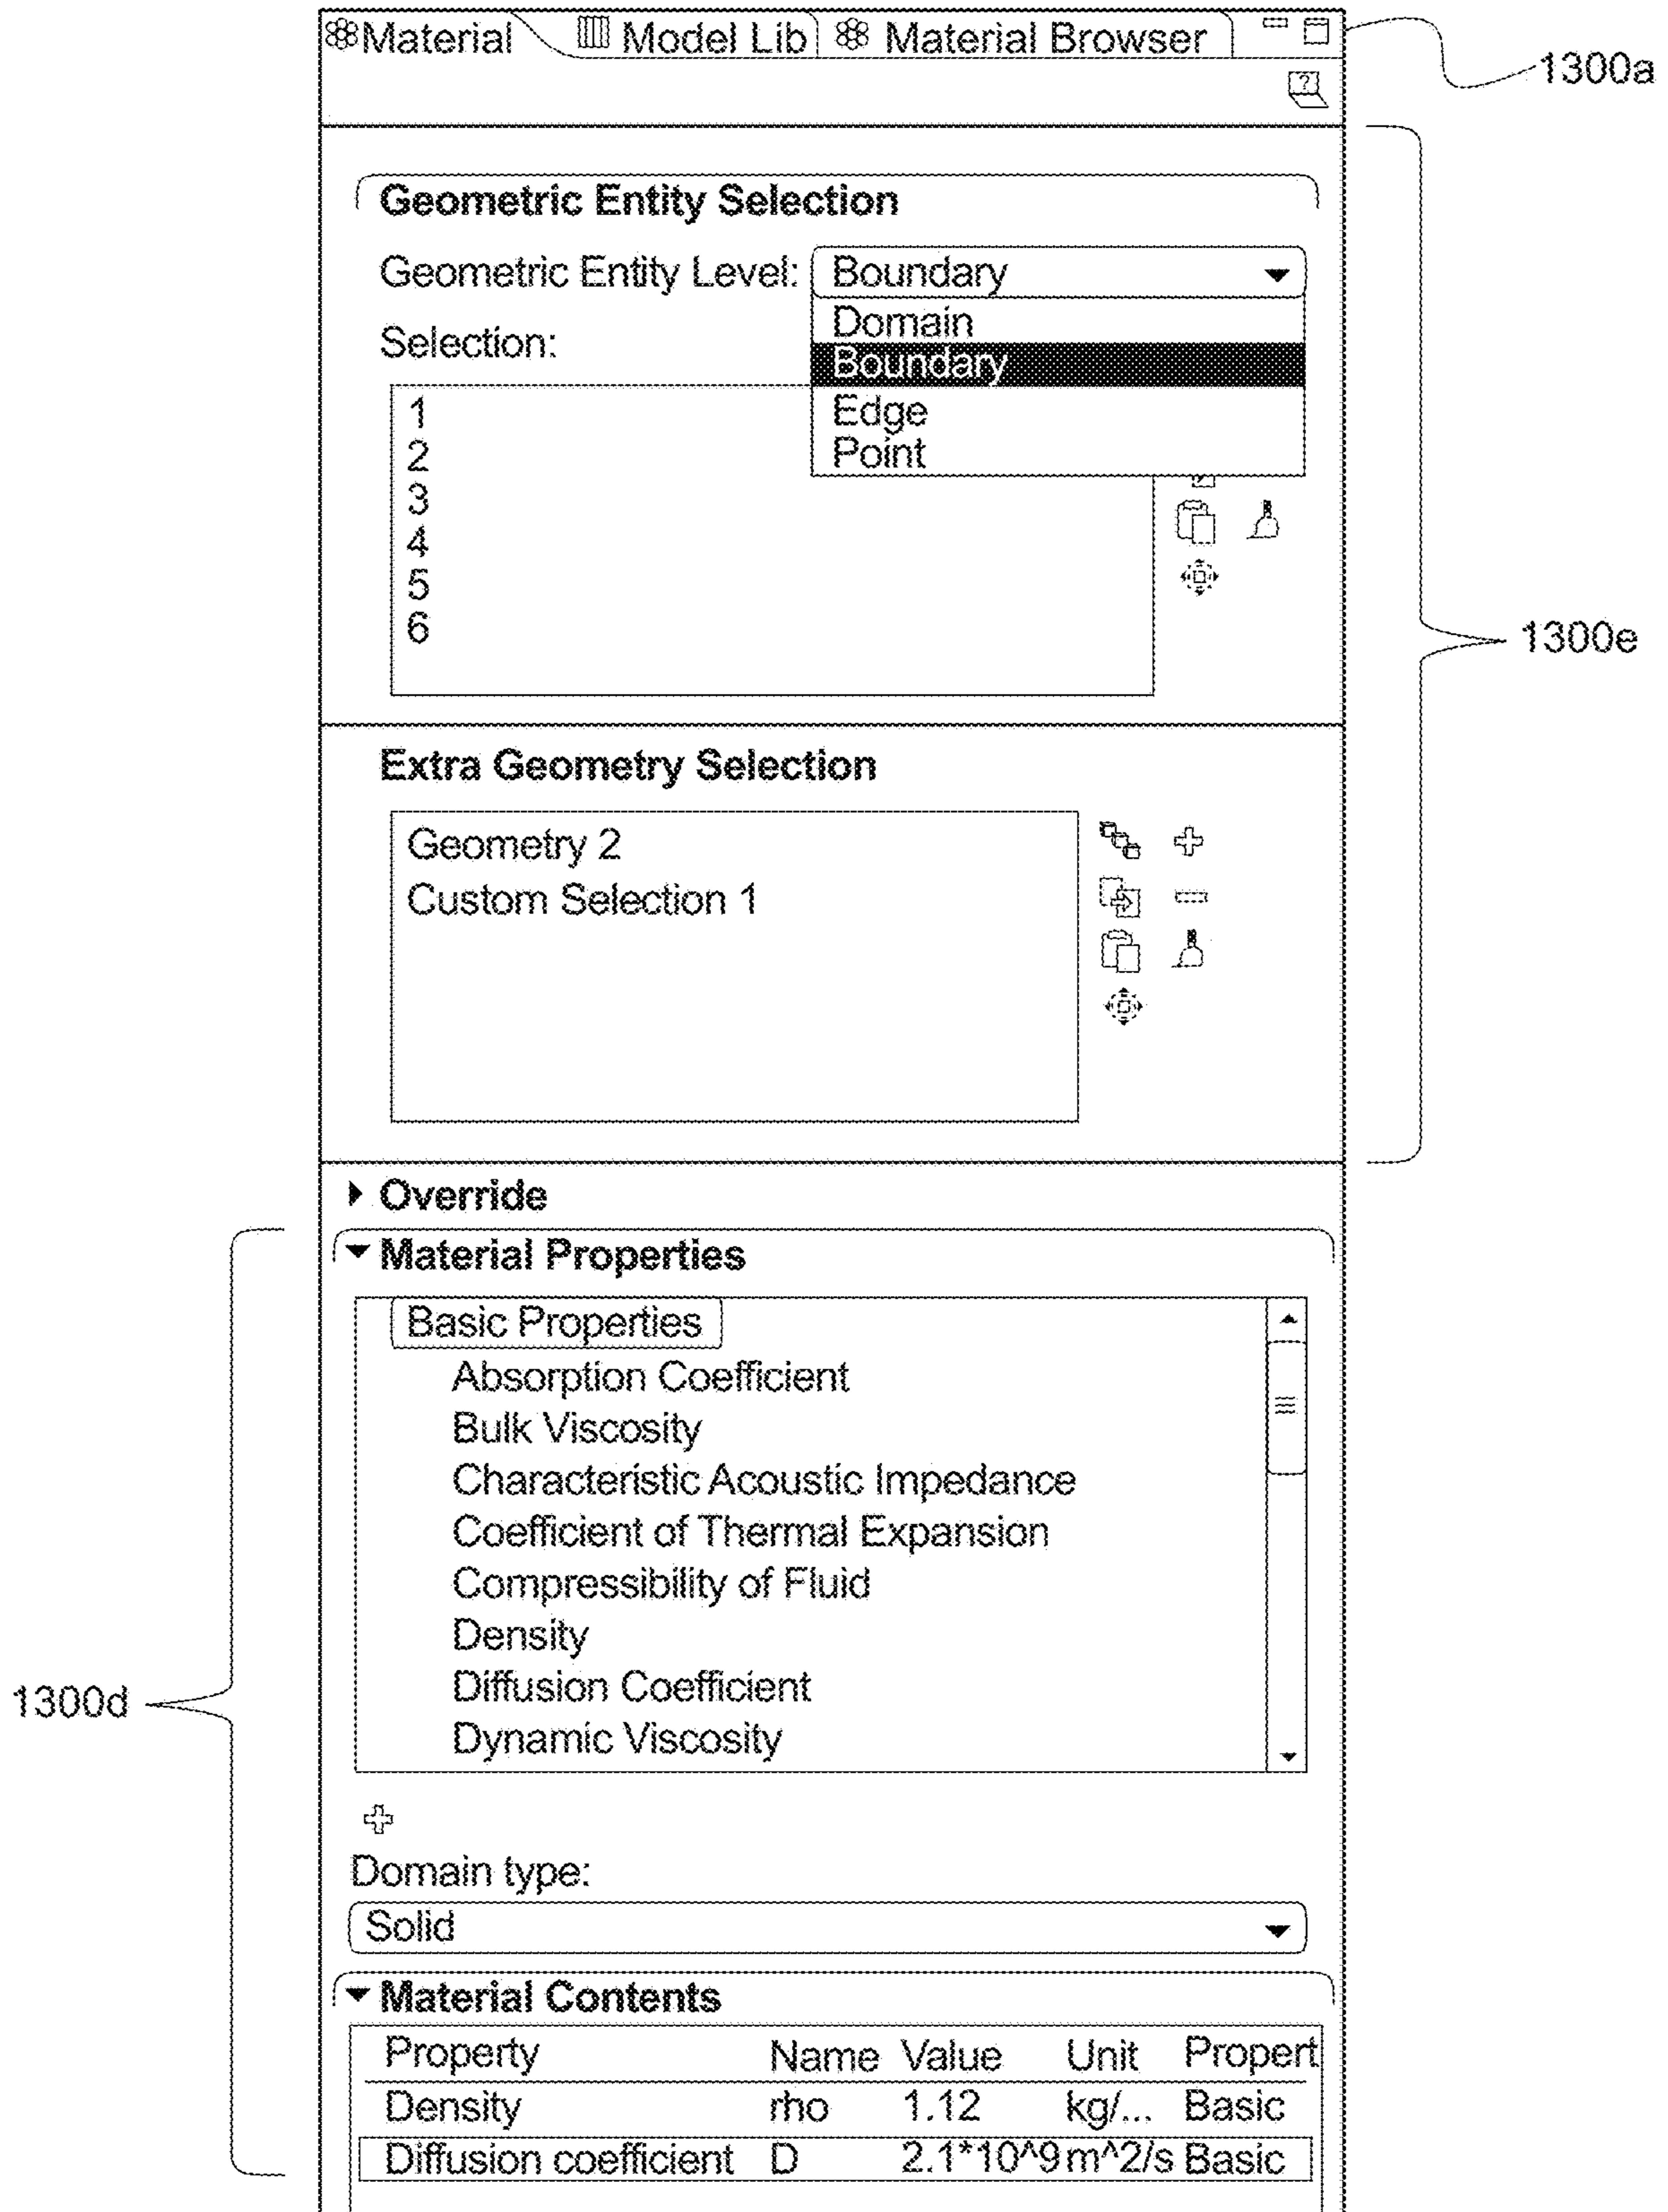 Material Model Lib Material Browser
1300a
?
Geometric Entity Selection
Geometric Entity Level: Boundary
Domain
Selection:
Boundary
Edge
Point
1
2
3
4
5
6
1300e
Extra Geometry Selection
Geometry 2
Custom Selection 1
Override
Material Properties
Basic Properties
Absorption Coefficient
Bulk Viscosity
Characteristic Acoustic Impedance
Coefficient of Thermal Expansion
Compressibility of Fluid
Density
Diffusion Coefficient
Dynamic Viscosity
1300d
Domain type:
Solid
Material Contents
Property Name Value Unit Propert
Density rho 1.12 kg/... Basic
Diffusion coefficient D 2.1*10^9 m^2/s Basic